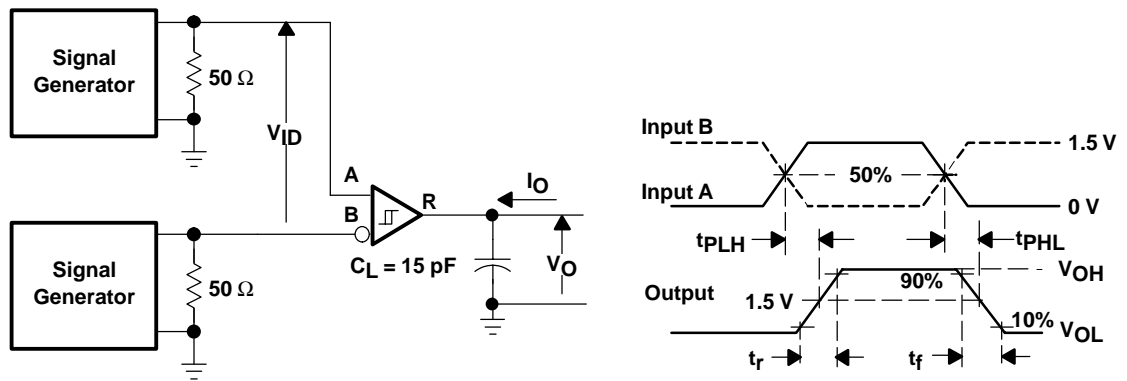 Signal
Generator
50 Ω
VID
A
B
R
IO
CL = 15 pF
VO
Signal
Generator
50 Ω
Input B
1.5 V
50%
Input A
0 V
tPLH
tPHL
VOH
90%
Output
1.5 V
10%
VOL
tr
tf